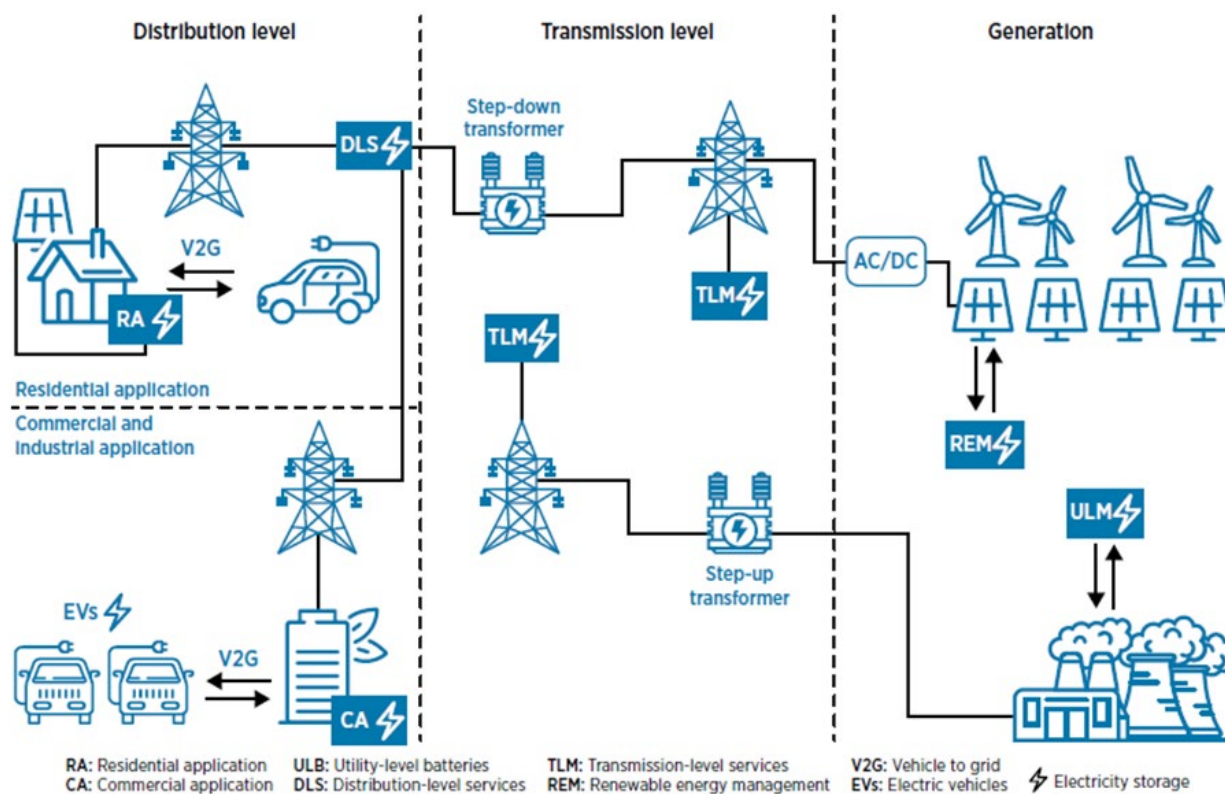 Distribution level
Transmission level
Generation
Step-down
transformer
DLS
V2G
AC/DC
TLM
RA
TLM
Residential application
Commercial and
industrial application
REM
ULM
Step-up
transformer
EVs
V2G
CA
RA: Residential application
ULB: Utility-level batteries
TLM: Transmission-level services
V2G: Vehicle to grid
CA: Commercial application
DLS: Distribution-level services
REM: Renewable energy management
EVs: Electric vehicles
Electricity storage